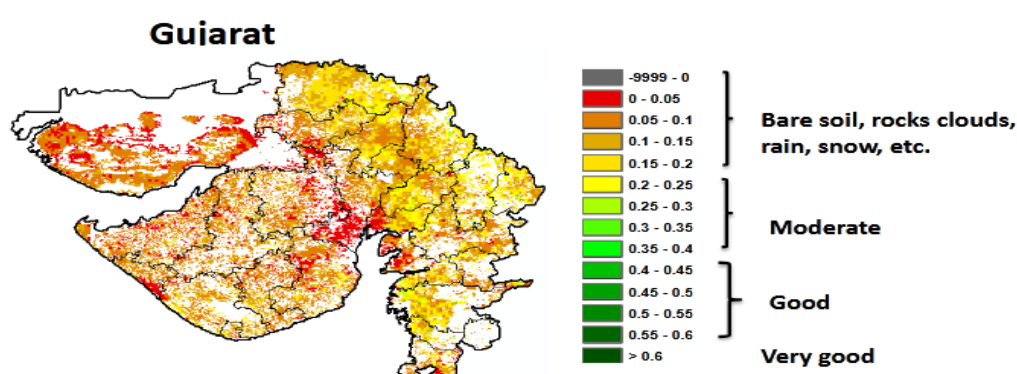 Gujarat
-9999 - 0
0 - 0.05
0.05 - 0.1
0.1 - 0.15
0.15 - 0.2
0.2 - 0.25
0.25 - 0.3
0.3 - 0.35
0.35 - 0.4
0.4 - 0.45
0.45 - 0.5
0.5 - 0.55
0.55 - 0.6
> 0.6
Bare soil, rocks clouds,
rain, snow, etc.
Moderate
Good
Very good